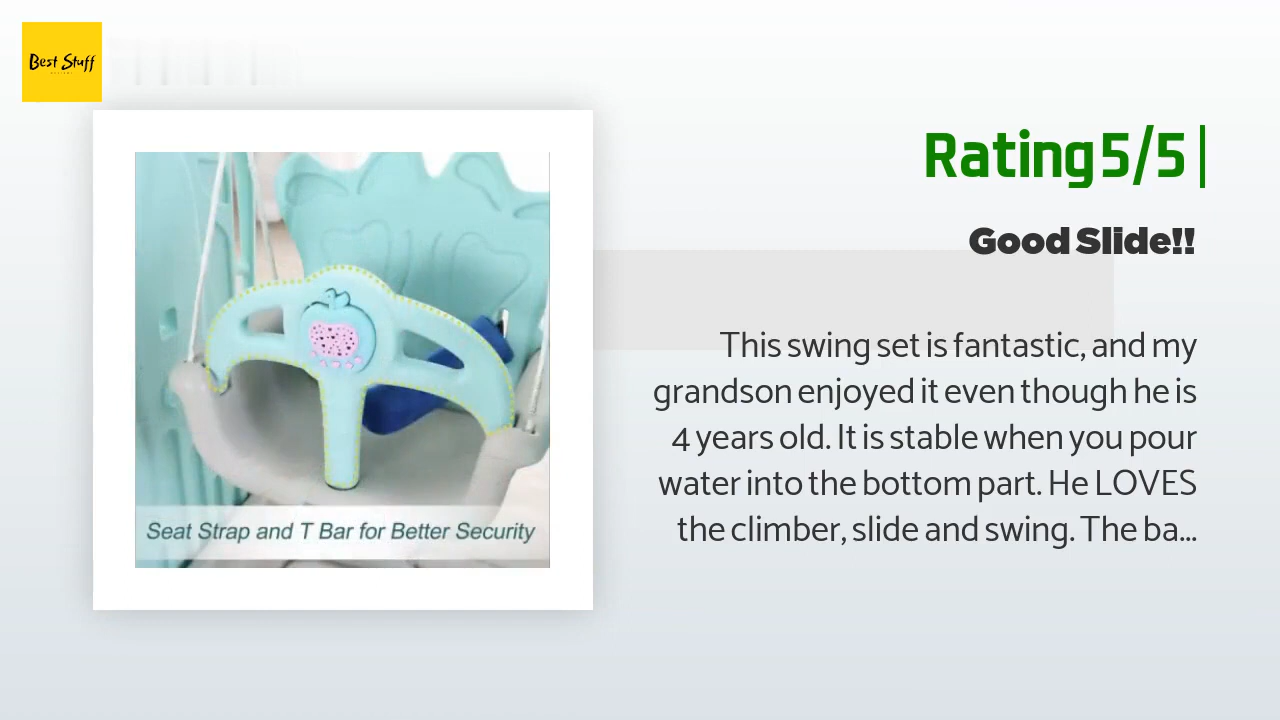 Best Stuff
Rating 5/5
Good Slide!!
This swing set is fantastic, and my
grandson enjoyed it even though he is
4 years old. It is stable when you pour
water into the bottom part. He LOVES
the climber, slide and swing. The ba...
Seat Strap and T Bar for Better Security